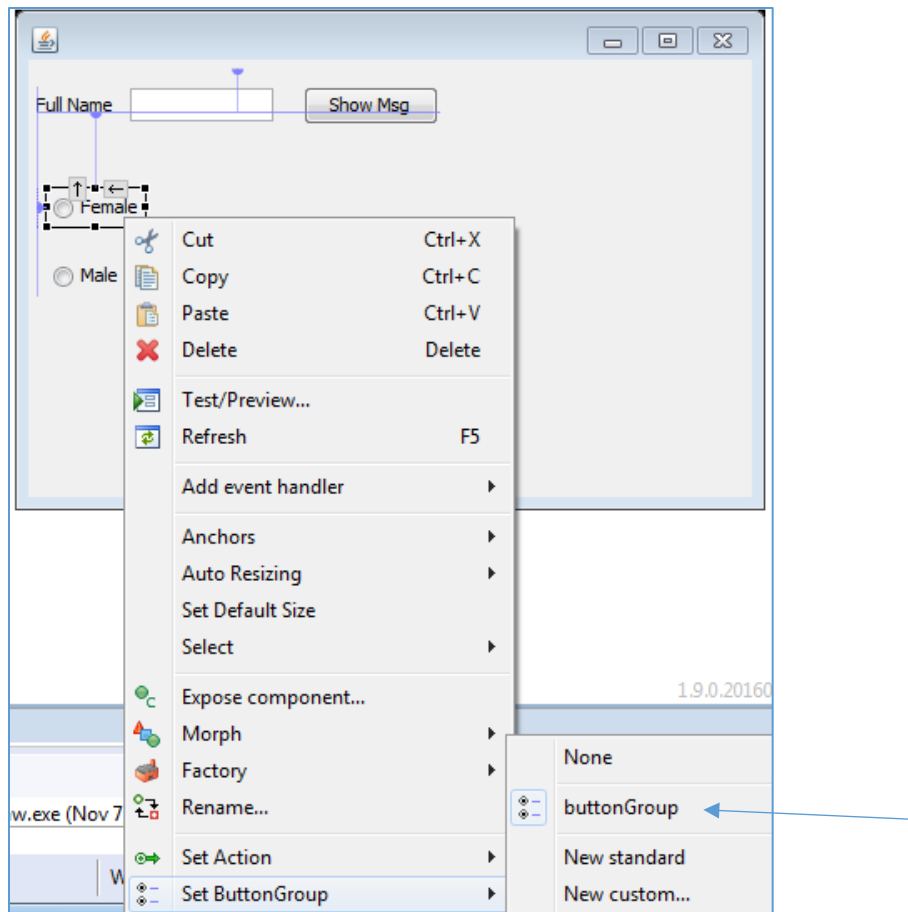 Full Name
Show Msg
Female
Male
Cut Ctrl+X
Copy Ctrl+C
Paste Ctrl+V
Delete Delete
Test/Preview...
Refresh F5
Add event handler
Anchors
Auto Resizing
Set Default Size
Select
1.9.0.20160
Expose component...
Morph
Factory
Rename...
Set Action
Set ButtonGroup
None
buttonGroup
New standard
New custom...
w.exe (Nov 7
W